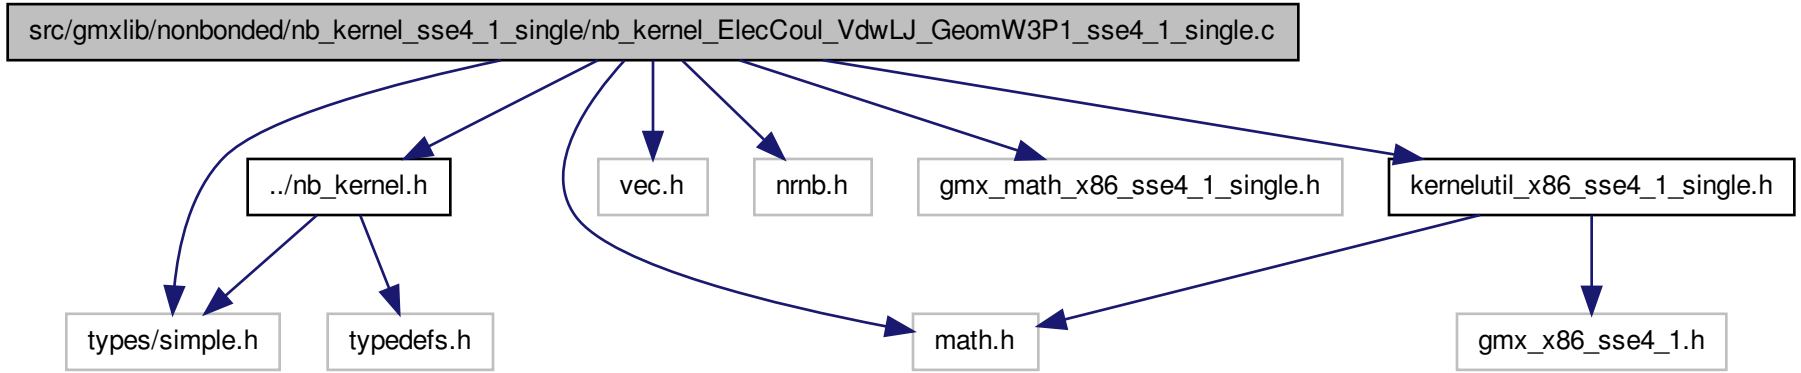 src/gmxlib/nonbonded/nb_kernel_sse4_1_single/nb_kernel_ElecCoul_VdwLJ_GeomW3P1_sse4_1_single.c
../nb_kernel.h
vec.h
nrnb.h
gmx_math_x86_sse4_1_single.h
kernelutil_x86_sse4_1_single.h
types/simple.h
typedefs.h
math.h
gmx_x86_sse4_1.h